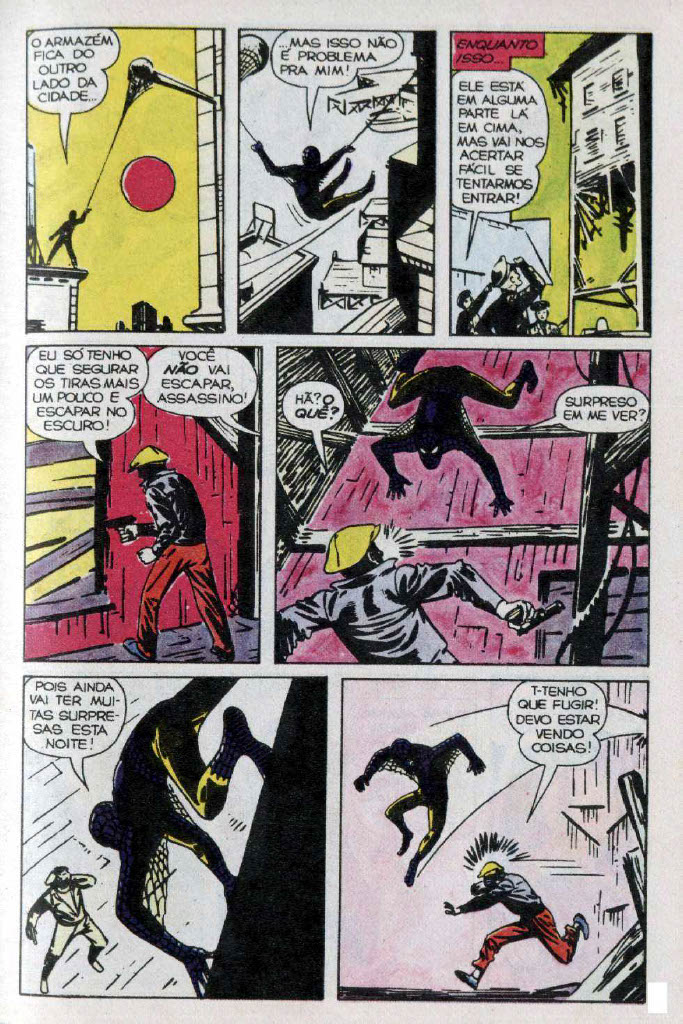 O ARMAZÉM
FICA DO
OUTRO
LADO DA
CIDADE...
...MAS ISSO NÃO
É PROBLEMA
PRA MIM!
ENQUANTO
ISSO...
ELE ESTÁ
EM ALGUMA
PARTE LÁ
EM CIMA,
MAS VAI NOS
ACERTAR
FÁCIL SE
TENTARMOS
ENTRAR!
EU SÓ TENHO
QUE SEGURAR
OS TIRAS MAIS
UM POUCO E
ESCAPAR NO
ESCURO!
VOCÊ
NÃO VAI
ESCAPAR,
ASSASSINO!
HÃ? O
QUÊ?
SURPRESO
EM ME VER?
POIS AINDA
VAI TER MUI-
TAS SURPRE-
SAS ESTA
NOITE!
T-TENHO
QUE FUGIR!
DEVO ESTAR
VENDO
COISAS!